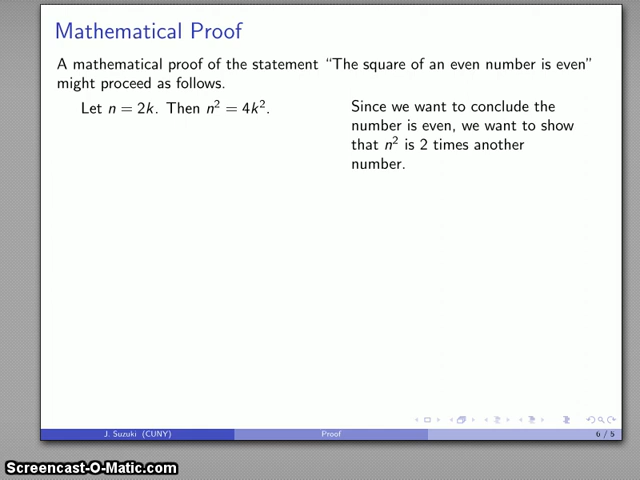 Mathematical Proof
A mathematical proof of the statement “The square of an even number is even”
might proceed as follows.
Let n = 2k. Then n² = 4k².
Since we want to conclude the
number is even, we want to show
that n² is 2 times another
number.
J. Suzuki (CUNY)
Proof
6 / 8
Screencast-O-Matic.com